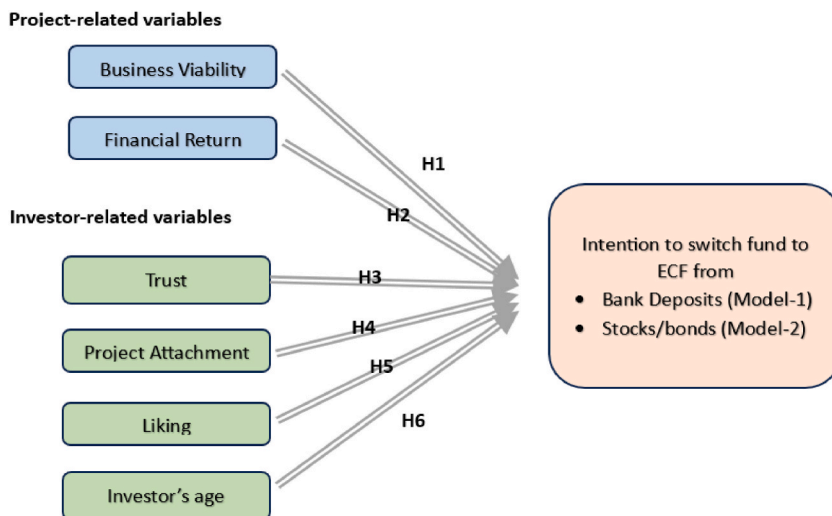 Project-related variables
Business Viability
Financial Return
H1
H2
Investor-related variables
Trust
H3
Project Attachment
H4
Liking
H5
Investor's age
H6
Intention to switch fund to
ECF from
• Bank Deposits (Model-1)
• Stocks/bonds (Model-2)